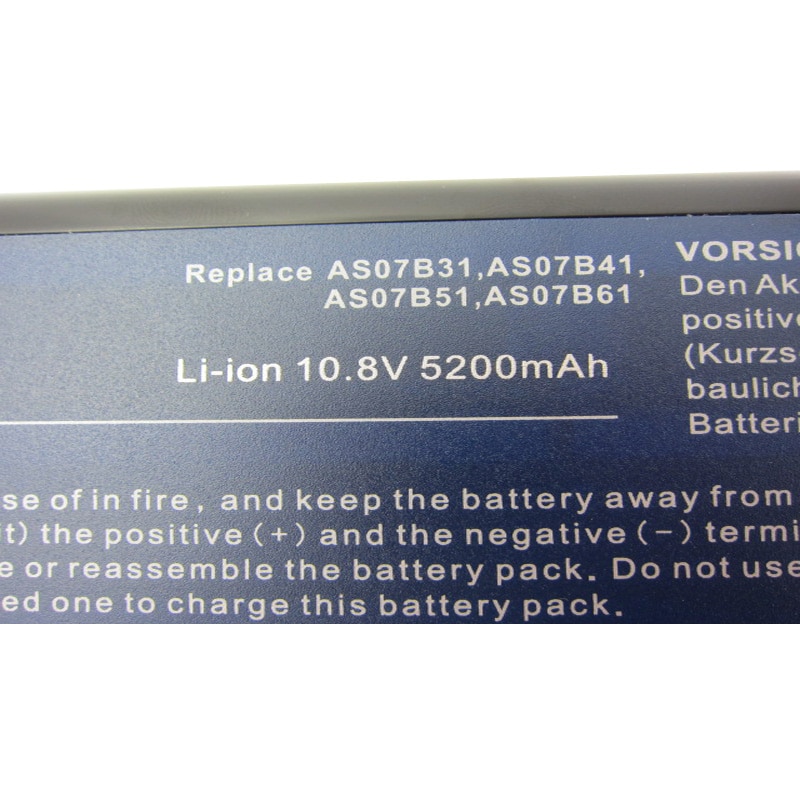 Replace AS07B31,AS07B41,
AS07B51,AS07B61
Li-ion 10.8V 5200mAh
se of in fire, and keep the battery away from
it) the positive (+) and the negative (-) termi
e or reassemble the battery pack. Do not use
ed one to charge this battery pack.
VORSI
Den Ak
positive
(Kurzs
baulich
Batteri